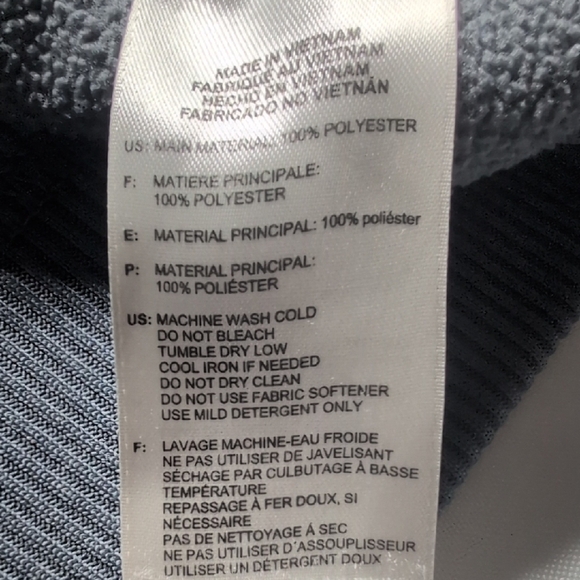 MADE IN VIETNAM
FABRIQUÉ AU VIETNAM
HECHO EN VIETNAM
FABRICADO NO VIETNÁN
US: MAIN MATERIAL: 100% POLYESTER
F: MATIERE PRINCIPALE:
100% POLYESTER
E: MATERIAL PRINCIPAL: 100% poliéster
P: MATERIAL PRINCIPAL:
100% POLIÉSTER
US: MACHINE WASH COLD
DO NOT BLEACH
TUMBLE DRY LOW
COOL IRON IF NEEDED
DO NOT DRY CLEAN
DO NOT USE FABRIC SOFTENER
USE MILD DETERGENT ONLY
F: LAVAGE MACHINE-EAU FROIDE
NE PAS UTILISER DE JAVELISANT
SÉCHAGE PAR CULBUTAGE À BASSE
TEMPÉRATURE
REPASSAGE À FER DOUX, SI
NÉCESSAIRE
PAS DE NETTOYAGE Á SEC
NE PAS UTILISER D'ASSOUPLISSEUR
UTILISER UN DÉTERGENT DOUX